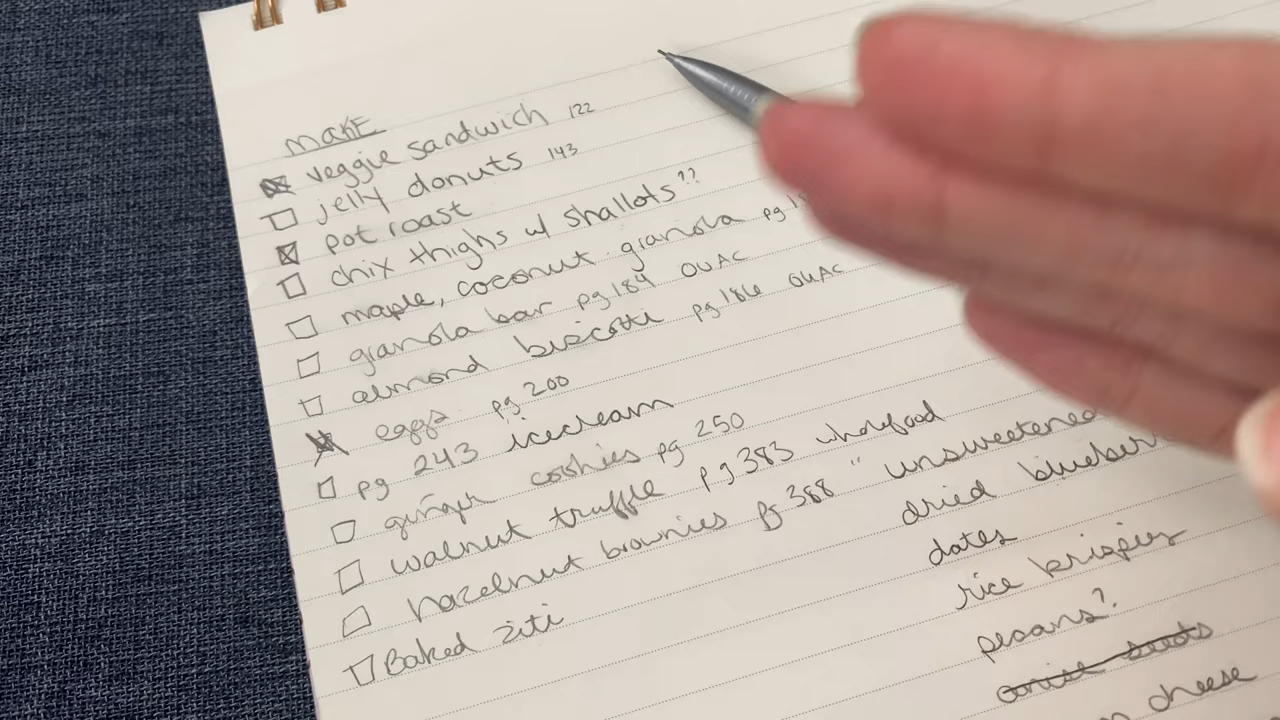 MAKE
veggie sandwich 122
jelly donuts 143
pot roast
chix thighs w/ shallots??
maple, coconut granola pg
granola bar pg 184 OUAC
almond biscotti pg 186 OUAC
eggs pg 200
pg 243 icecream
ginger cookies pg 250
walnut truffle pg 383 wholefood
hazelnut brownies pg 388 "
Baked ziti
unsweetened
dried
dates
rice krispies
pecans?
cheese